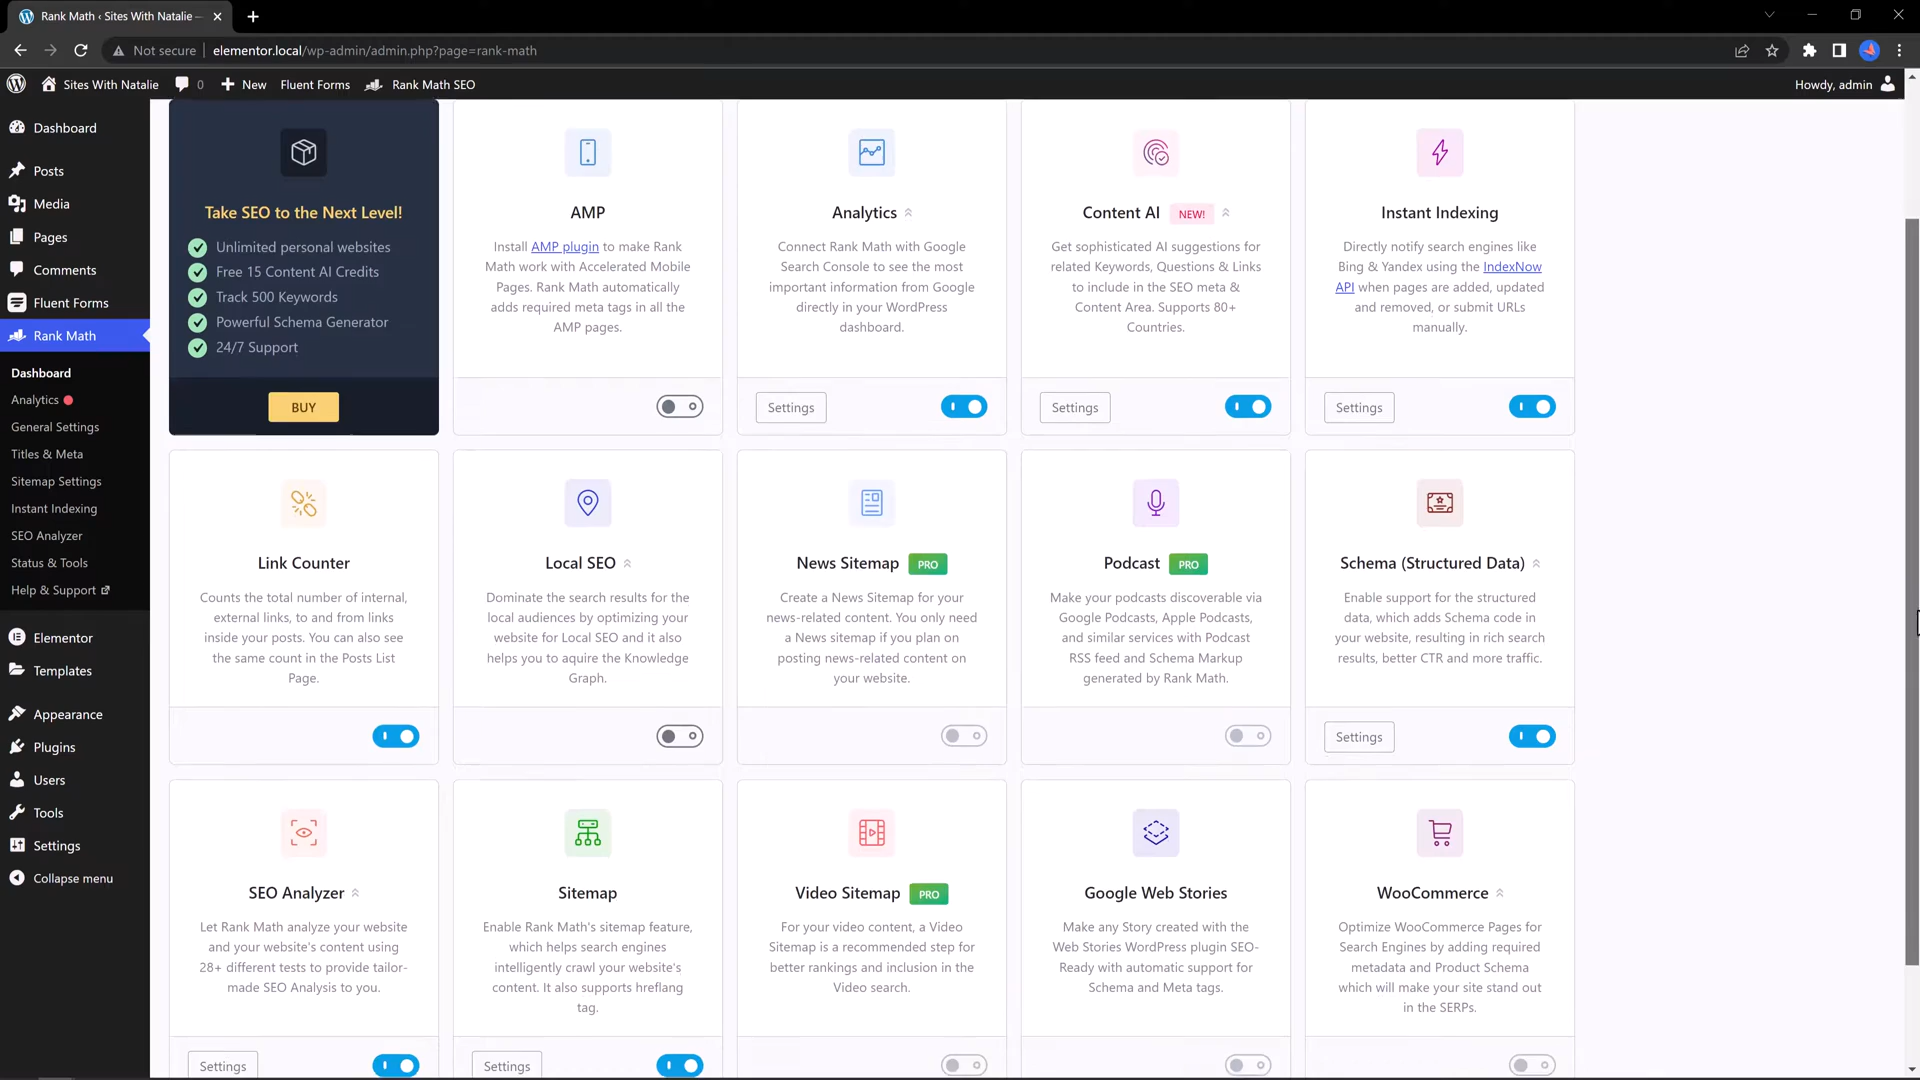 Rank Math ‹ Sites With Natalie —
Not secure
elementor.local/wp-admin/admin.php?page=rank-math
Sites With Natalie
0
New
Fluent Forms
Rank Math SEO
Howdy, admin
Dashboard
Posts
Media
Pages
Comments
Fluent Forms
Rank Math
Dashboard
Analytics
General Settings
Titles & Meta
Sitemap Settings
Instant Indexing
SEO Analyzer
Status & Tools
Help & Support
Elementor
Templates
Appearance
Plugins
Users
Tools
Settings
Collapse menu
Take SEO to the Next Level!
Unlimited personal websites
Free 15 Content AI Credits
Track 500 Keywords
Powerful Schema Generator
24/7 Support
BUY
AMP
Install AMP plugin to make Rank
Math work with Accelerated Mobile
Pages. Rank Math automatically
adds required meta tags in all the
AMP pages.
Analytics
Connect Rank Math with Google
Search Console to see the most
important information from Google
directly in your WordPress
dashboard.
Settings
Content AI NEW!
Get sophisticated AI suggestions for
related Keywords, Questions & Links
to include in the SEO meta &
Content Area. Supports 80+
Countries.
Settings
Instant Indexing
Directly notify search engines like
Bing & Yandex using the IndexNow
API when pages are added, updated
and removed, or submit URLs
manually.
Settings
Link Counter
Counts the total number of internal,
external links, to and from links
inside your posts. You can also see
the same count in the Posts List
Page.
Local SEO
Dominate the search results for the
local audiences by optimizing your
website for Local SEO and it also
helps you to aquire the Knowledge
Graph.
News Sitemap PRO
Create a News Sitemap for your
news-related content. You only need
a News sitemap if you plan on
posting news-related content on
your website.
Podcast PRO
Make your podcasts discoverable via
Google Podcasts, Apple Podcasts,
and similar services with Podcast
RSS feed and Schema Markup
generated by Rank Math.
Schema (Structured Data)
Enable support for the structured
data, which adds Schema code in
your website, resulting in rich search
results, better CTR and more traffic.
Settings
SEO Analyzer
Let Rank Math analyze your website
and your website's content using
28+ different tests to provide tailor-
made SEO Analysis to you.
Settings
Sitemap
Enable Rank Math's sitemap feature,
which helps search engines
intelligently crawl your website's
content. It also supports hreflang
tag.
Settings
Video Sitemap PRO
For your video content, a Video
Sitemap is a recommended step for
better rankings and inclusion in the
Video search.
Google Web Stories
Make any Story created with the
Web Stories WordPress plugin SEO-
Ready with automatic support for
Schema and Meta tags.
WooCommerce
Optimize WooCommerce Pages for
Search Engines by adding required
metadata and Product Schema
which will make your site stand out
in the SERPs.